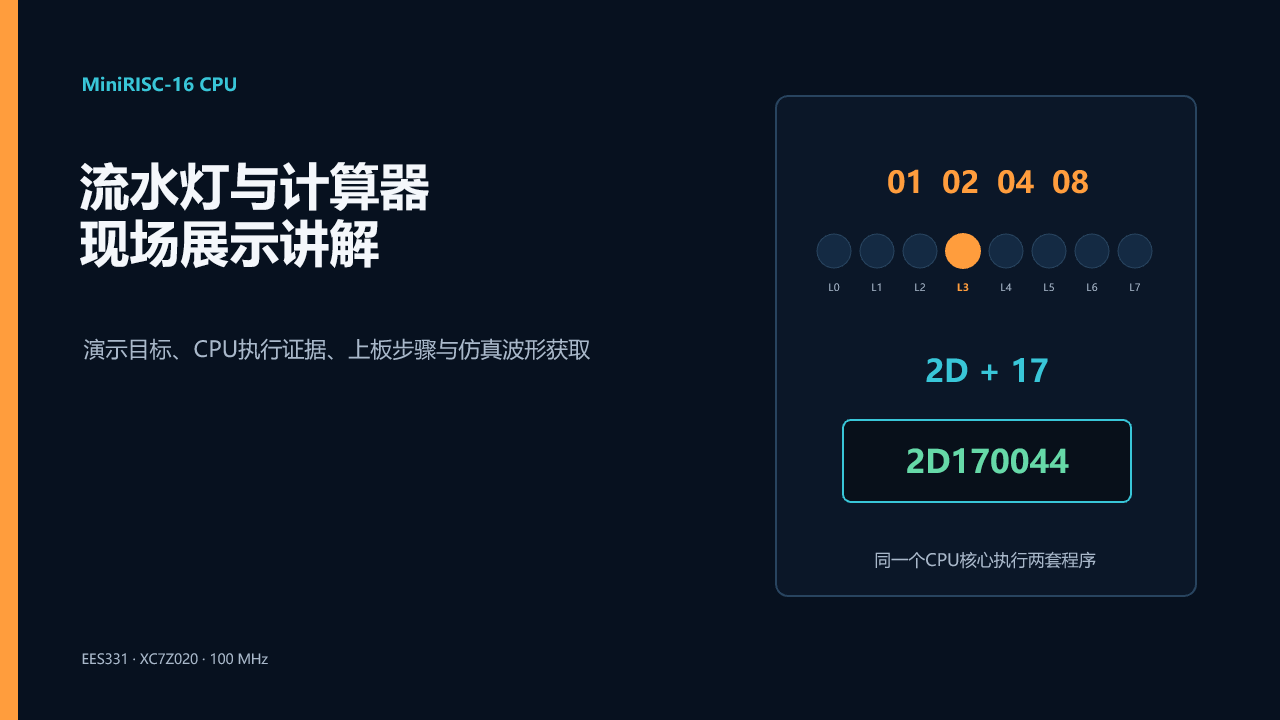 MiniRISC-16 CPU
流水灯与计算器
现场展示讲解
演示目标、CPU执行证据、上板步骤与仿真波形获取
EES331 · XC7Z020 · 100 MHz
01 02 04 08
L0 L1 L2 L3 L4 L5 L6 L7
2D + 17
2D170044
同一个CPU核心执行两套程序